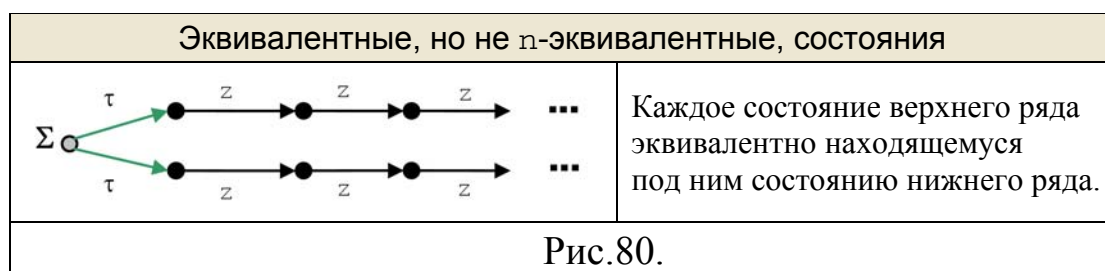 Эквивалентные, но не n-эквивалентные, состояния
τ z z z ...
Σ
τ z z z ...
Каждое состояние верхнего ряда
эквивалентно находящемуся
под ним состоянию нижнего ряда.
Рис.80.